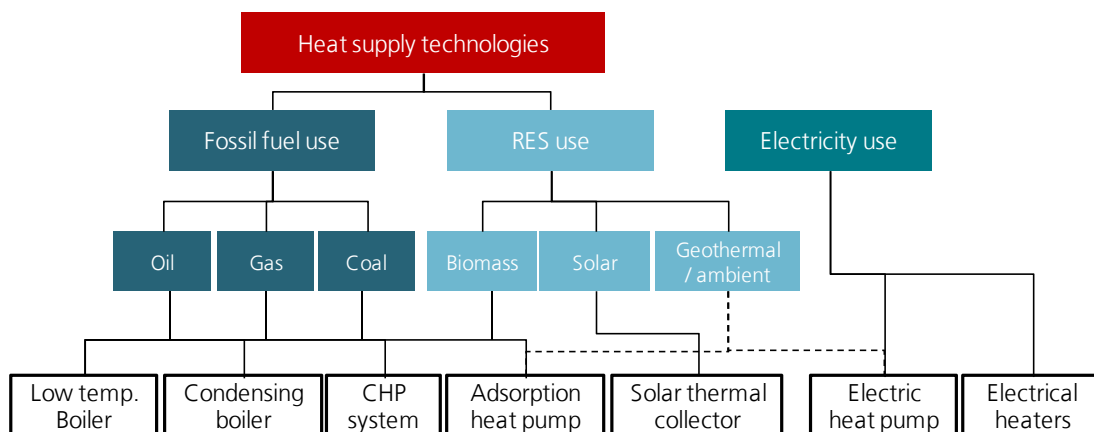 Heat supply technologies
Fossil fuel use
RES use
Electricity use
Oil
Gas
Coal
Biomass
Solar
Geothermal
/ ambient
Low temp.
Boiler
Condensing
boiler
CHP
system
Adsorption
heat pump
Solar thermal
collector
Electric
heat pump
Electrical
heaters